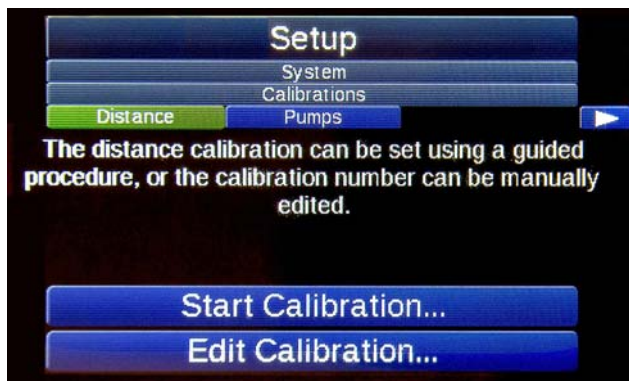 Setup
System
Calibrations
Distance Pumps
The distance calibration can be set using a guided
procedure, or the calibration number can be manually
edited.
Start Calibration...
Edit Calibration...